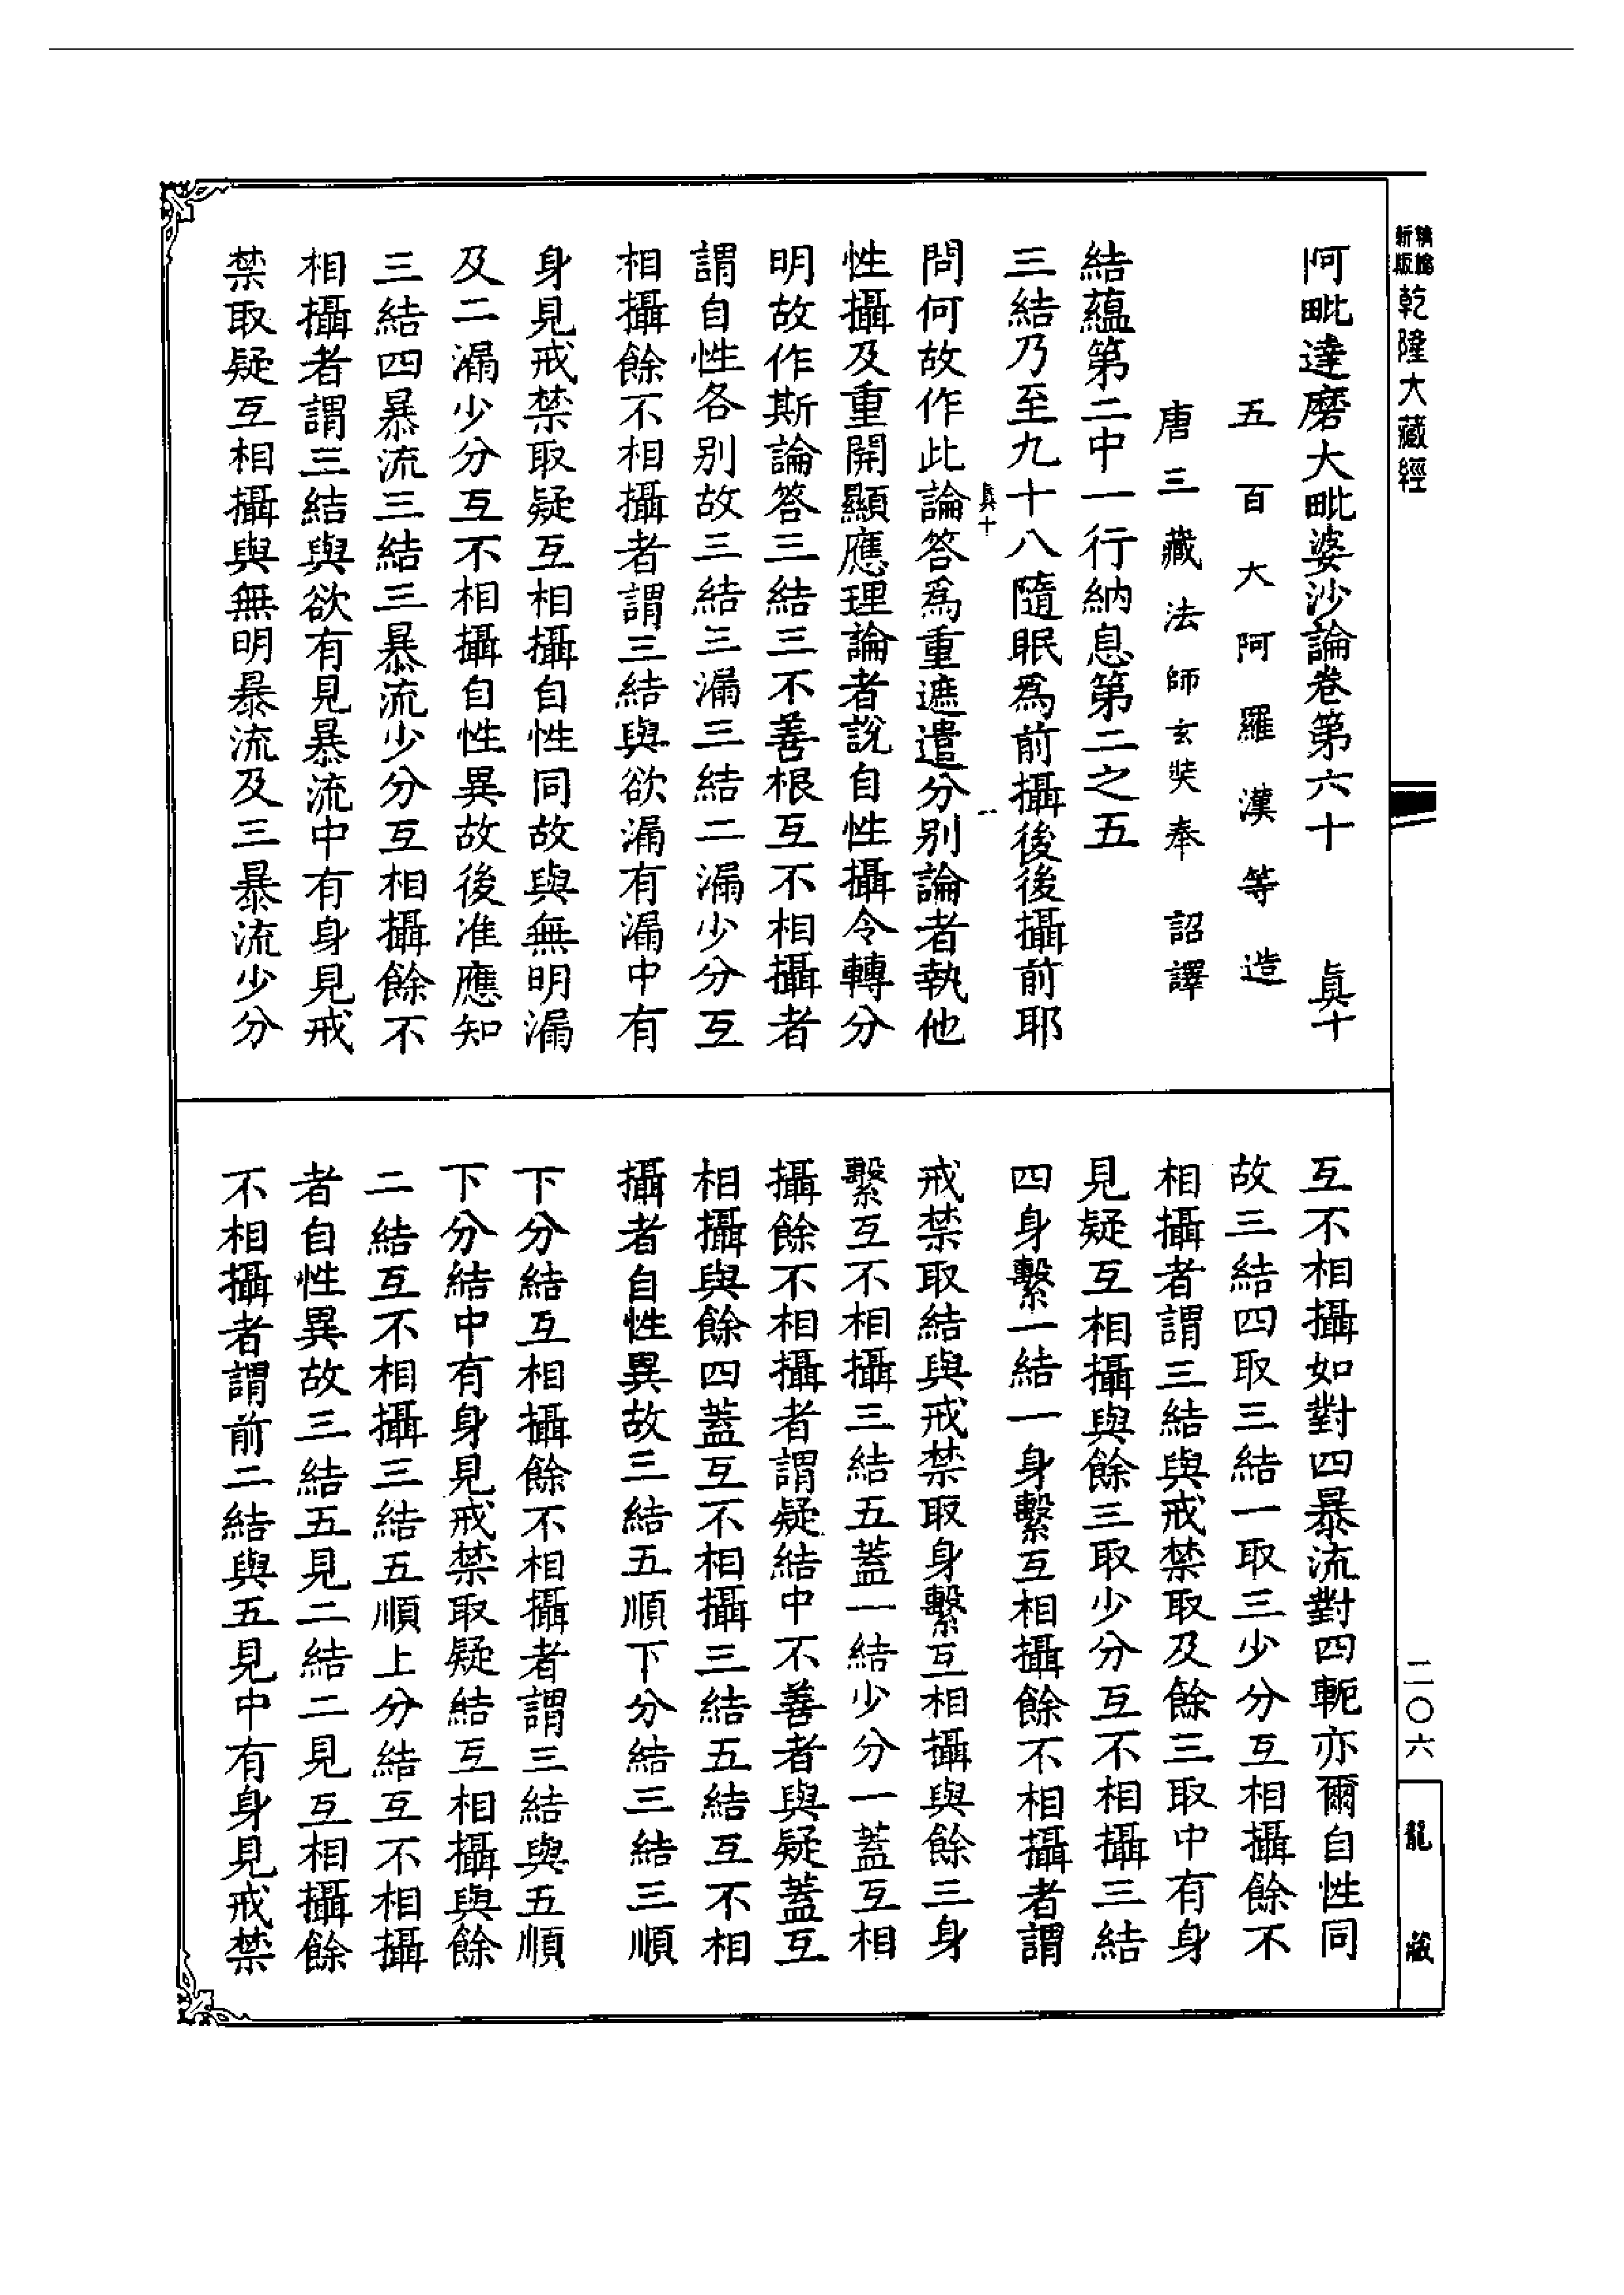 新版精縮乾隆大藏經
阿毗達磨大毗婆沙論卷第六十 真十
五百大阿羅漢等造
唐三藏法師玄奘奉 詔譯
結蘊第二中一行納息第二之五
三結乃至九十八隨眠爲前攝後後攝前耶
真十 一
問何故作此論答爲重遮遣分別論者執他
性攝及重開顯應理論者說自性攝令轉分
明故作斯論答三結三不善根互不相攝者
謂自性各別故三結三漏三結二漏少分互
相攝餘不相攝者謂三結與欲漏有漏中有
身見戒禁取疑互相攝自性同故與無明漏
及二漏少分互不相攝自性異故後准應知
三結四暴流三結三暴流少分互相攝餘不
相攝者謂三結與欲有見暴流中有身見戒
禁取疑互相攝與無明暴流及三暴流少分
互不相攝如對四暴流對四軛亦爾自性同
故三結四取三結一取三少分互相攝餘不
相攝者謂三結與戒禁取及餘三取中有身
見疑互相攝與餘三取少分互不相攝三結
四身繫一結一身繫互相攝餘不相攝者謂
戒禁取結與戒禁取身繫互相攝與餘三身
繫互不相攝三結五蓋一結少分一蓋互相
攝餘不相攝者謂疑結中不善者與疑蓋互
相攝與餘四蓋互不相攝三結五結互不相
攝者自性異故三結五順下分結三結三順
下分結互相攝餘不相攝者謂三結與五順
下分結中有身見戒禁取疑結互相攝與餘
二結互不相攝三結五順上分結互不相攝
者自性異故三結五見二結二見互相攝餘
不相攝者謂前二結與五見中有身見戒禁
二〇六
龍藏